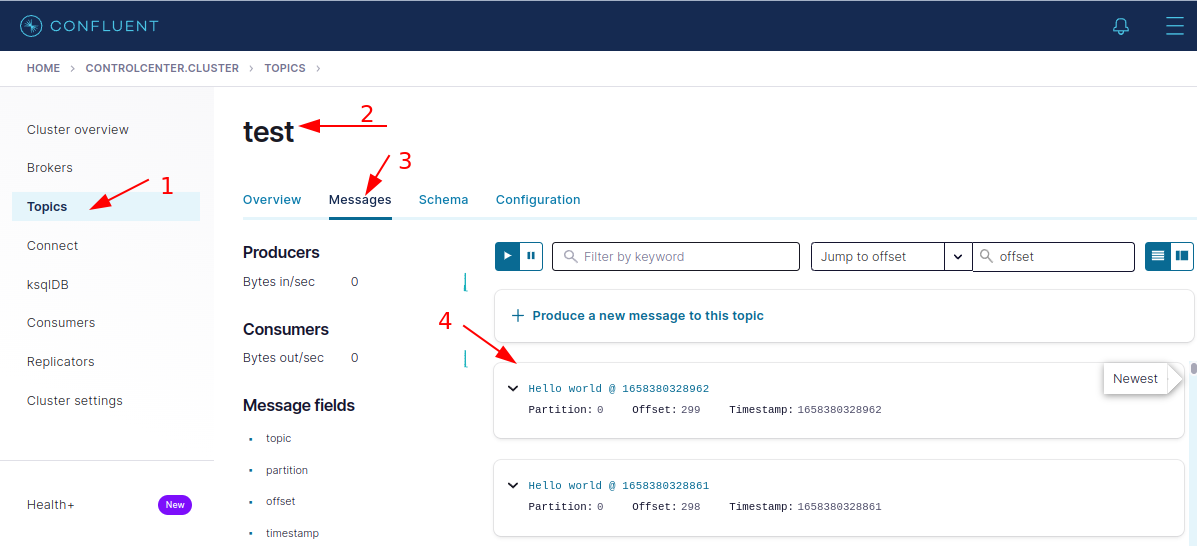 CONFLUENT
HOME > CONTROLCENTER.CLUSTER > TOPICS >
Cluster overview
Brokers
Topics
Connect
ksqlDB
Consumers
Replicators
Cluster settings
Health+ New
1
test
2
3
Overview Messages Schema Configuration
Producers
Bytes in/sec 0
Consumers
Bytes out/sec 0
Message fields
topic
partition
offset
timestamp
Filter by keyword
Jump to offset
offset
+ Produce a new message to this topic
4
Newest
Hello world @ 1658380328962
Partition: 0 Offset: 299 Timestamp: 1658380328962
Hello world @ 1658380328861
Partition: 0 Offset: 298 Timestamp: 1658380328861